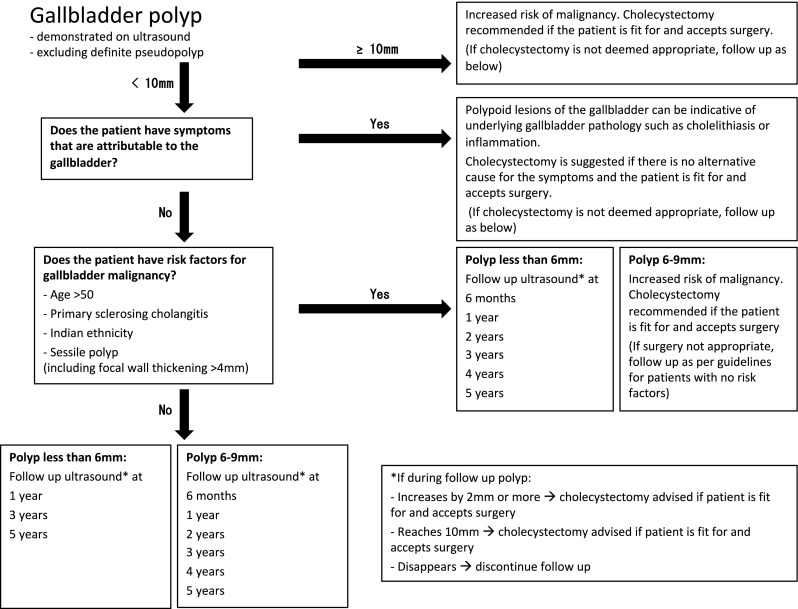 Gallbladder polyp
- demonstrated on ultrasound
- excluding definite pseudopolyp
≥ 10mm
Increased risk of malignancy. Cholecystectomy
recommended if the patient is fit for and accepts surgery.
(If cholecystectomy is not deemed appropriate, follow up as
below)
< 10mm
Does the patient have symptoms
that are attributable to the
gallbladder?
Yes
Polypoid lesions of the gallbladder can be indicative of
underlying gallbladder pathology such as cholelithiasis or
inflammation.
Cholecystectomy is suggested if there is no alternative
cause for the symptoms and the patient is fit for and
accepts surgery.
(If cholecystectomy is not deemed appropriate, follow up
as below)
No
Does the patient have risk factors for
gallbladder malignancy?
- Age >50
- Primary sclerosing cholangitis
- Indian ethnicity
- Sessile polyp
(including focal wall thickening >4mm)
Yes
Polyp less than 6mm:
Follow up ultrasound* at
6 months
1 year
2 years
3 years
4 years
5 years
Polyp 6-9mm:
Increased risk of malignancy.
Cholecystectomy
recommended if the patient
is fit for and accepts surgery
(If surgery not appropriate,
follow up as per guidelines
for patients with no risk
factors)
No
Polyp less than 6mm:
Follow up ultrasound* at
1 year
3 years
5 years
Polyp 6-9mm:
Follow up ultrasound* at
6 months
1 year
2 years
3 years
4 years
5 years
*If during follow up polyp:
- Increases by 2mm or more → cholecystectomy advised if patient is fit
for and accepts surgery
- Reaches 10mm → cholecystectomy advised if patient is fit for and
accepts surgery
- Disappears → discontinue follow up